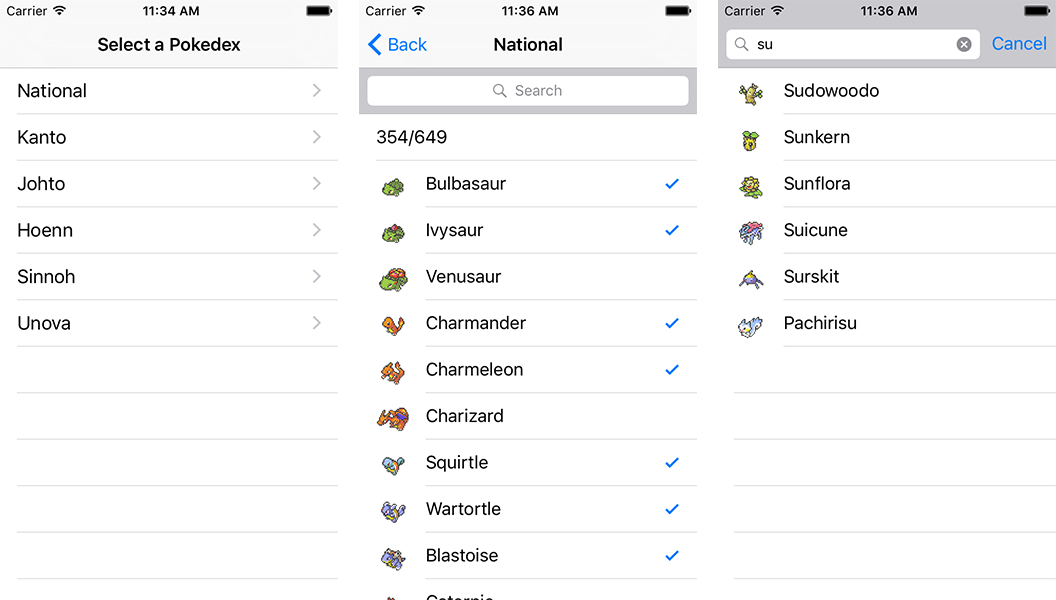 Carrier 11:34 AM
Select a Pokedex
National
Kanto
Johto
Hoenn
Sinnoh
Unova
Carrier 11:36 AM
Back National
Search
354/649
Bulbasaur
Ivysaur
Venusaur
Charmander
Charmeleon
Charizard
Squirtle
Wartortle
Blastoise
Carrier 11:36 AM
su Cancel
Sudowoodo
Sunkern
Sunflora
Suicune
Surskit
Pachirisu